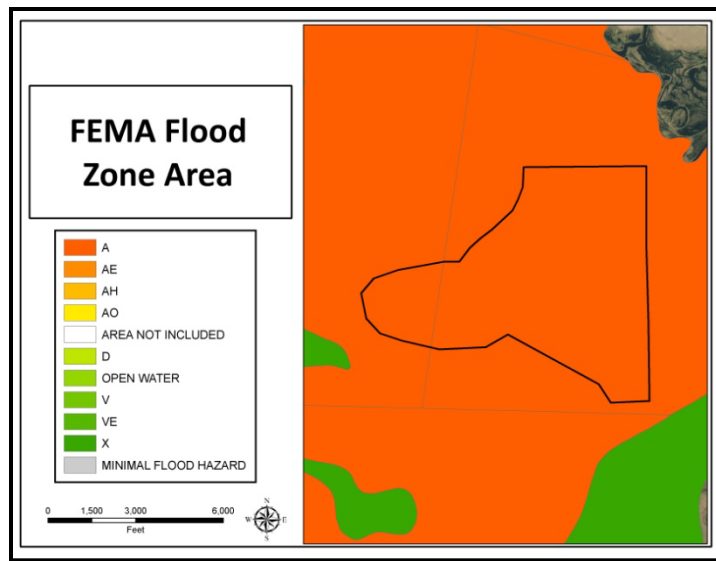 FEMA Flood
Zone Area
A
AE
AH
AO
AREA NOT INCLUDED
D
OPEN WATER
V
VE
X
MINIMAL FLOOD HAZARD
0 1,500 3,000 6,000
Feet
N
W E
S